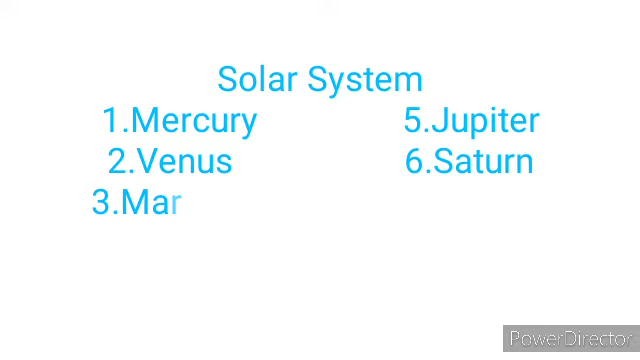 Solar System
1.Mercury 5.Jupiter
2.Venus 6.Saturn
3.Mar
PowerDirector